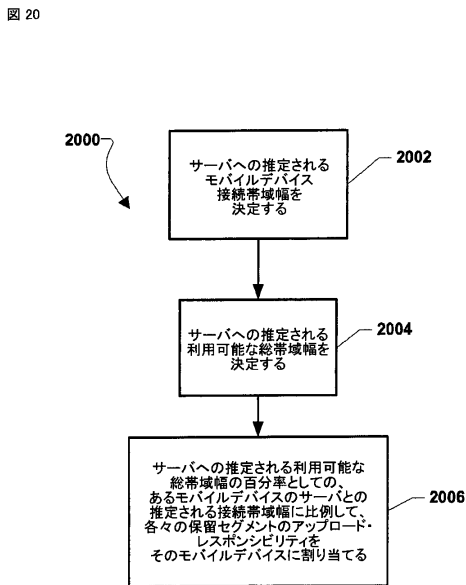 図 20
2000
サーバへの推定される
モバイルデバイス
接続帯域幅を
決定する
2002
サーバへの推定される
利用可能な総帯域幅を
決定する
2004
サーバへの推定される利用可能な
総帯域幅の百分率としての、
あるモバイルデバイスのサーバとの
推定される接続帯域幅に比例して、
各々の保留セグメントのアップロード・
レスポンシビリティを
そのモバイルデバイスに割り当てる
2006